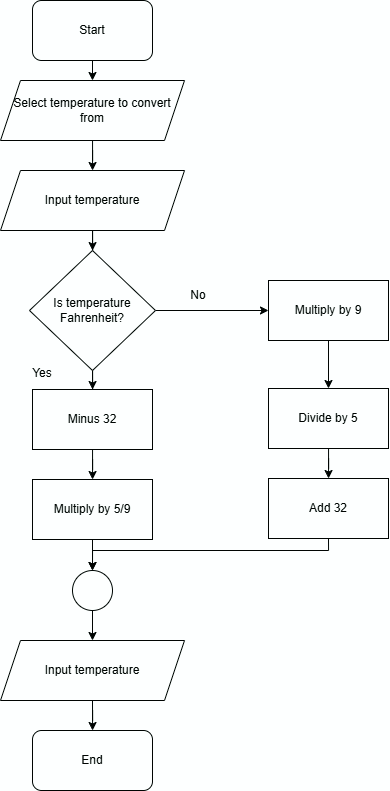 Start
Select temperature to convert
from
Input temperature
Is temperature
Fahrenheit?
No
Multiply by 9
Yes
Minus 32
Divide by 5
Multiply by 5/9
Add 32
Input temperature
End